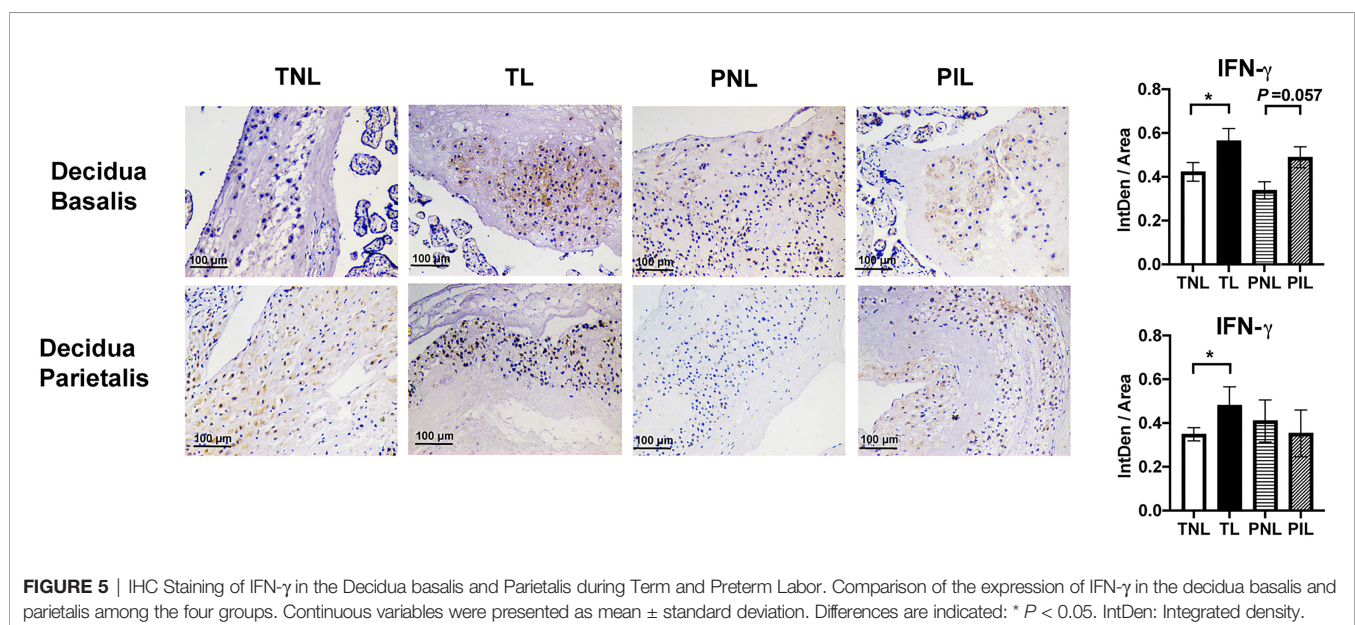 TNL TL PNL PIL
Decidua
Basalis
100 µm 100 µm 100 µm 100 µm
Decidua
Parietalis
100 µm 100 µm 100 µm 100 µm
IFN-γ
* P=0.057
IntDen / Area
0.8
0.6
0.4
0.2
0.0
TNL TL PNL PIL
IFN-γ
*
IntDen / Area
0.8
0.6
0.4
0.2
0.0
TNL TL PNL PIL
FIGURE 5 | IHC Staining of IFN-γ in the Decidua basalis and Parietalis during Term and Preterm Labor. Comparison of the expression of IFN-γ in the decidua basalis and
parietalis among the four groups. Continuous variables were presented as mean ± standard deviation. Differences are indicated: * P < 0.05. IntDen: Integrated density.